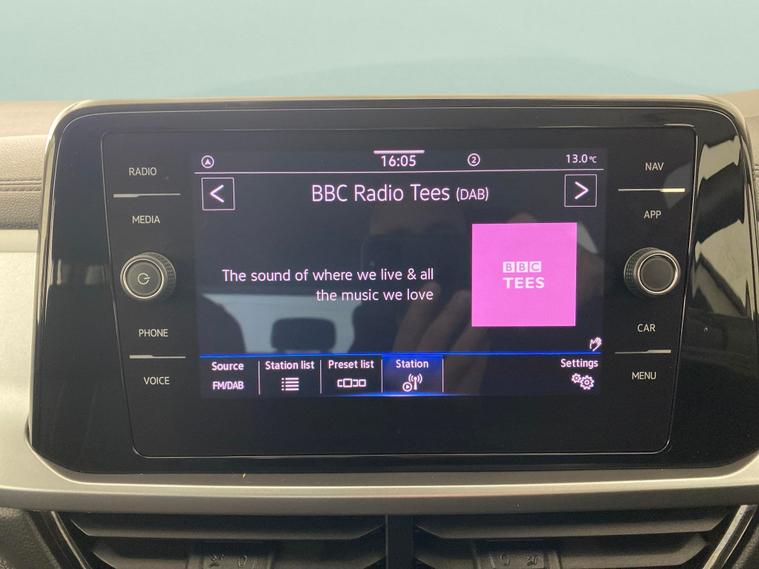 RADIO
MEDIA
PHONE
VOICE
16:05
2
13.0°C
<
BBC Radio Tees (DAB)
>
The sound of where we live & all
the music we love
BBC
TEES
Source
FM/DAB
Station list
Preset list
Station
Settings
NAV
APP
CAR
MENU